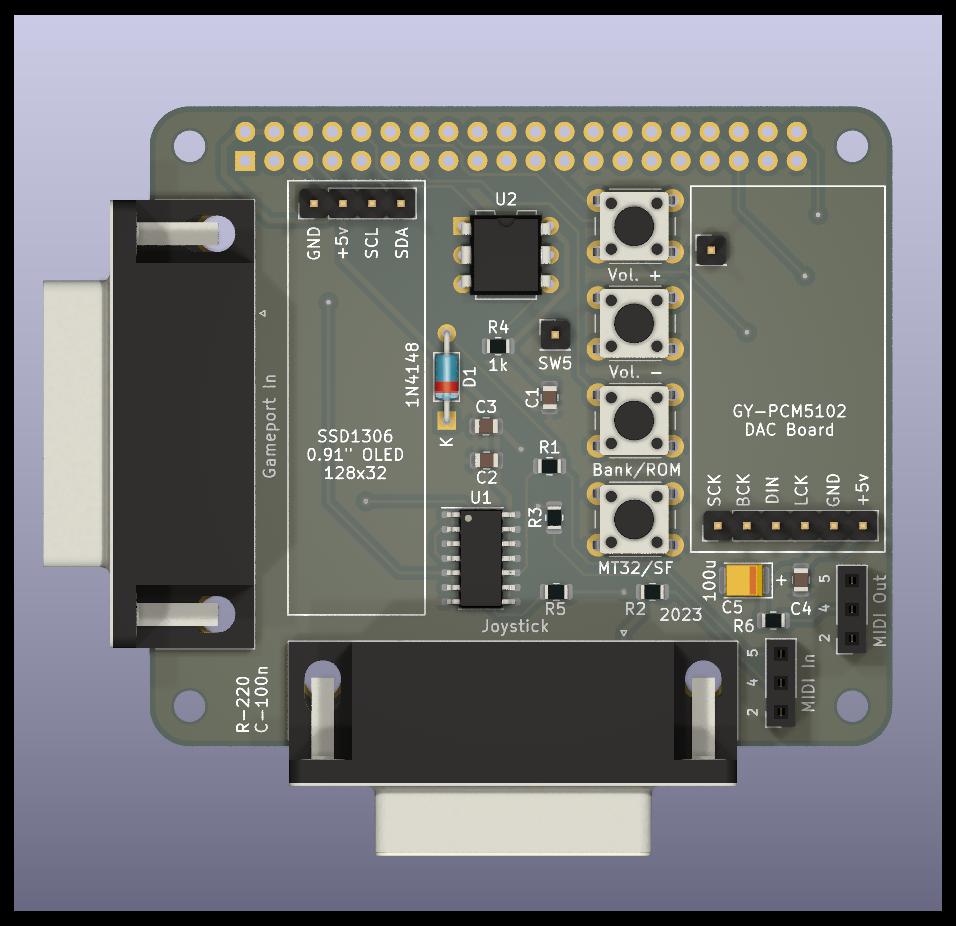 U2
GND
+5v
SCL
SDA
Vol. +
R4
1k
SW5
Vol. -
1N4148
D1
C1
Gameport In
C3
K
SSD1306
0.91" OLED
128x32
GY-PCM5102
DAC Board
R1
C2
Bank/ROM
SCK
BCK
DIN
LCK
GND
+5v
U1
R3
MT32/SF
100u
+
C5
C4
5
4
2
MIDI Out
R5
R2
2023
R6
Joystick
5
4
2
MIDI In
R-220
C-100n